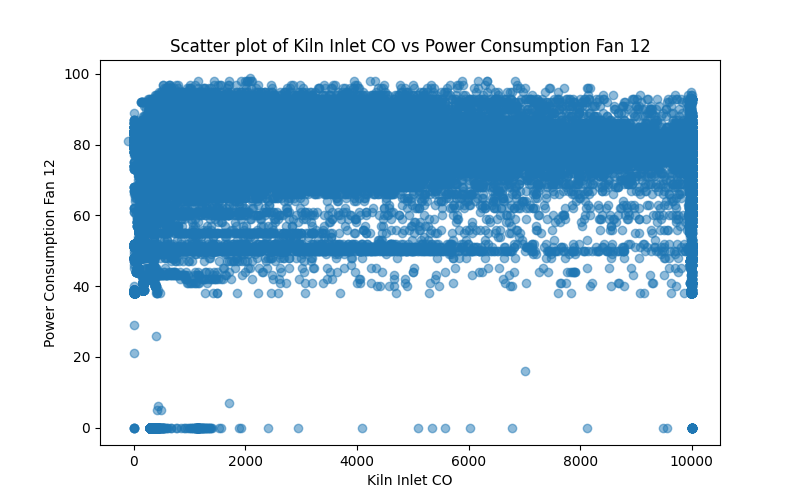 Scatter plot of Kiln Inlet CO vs Power Consumption Fan 12
100
80
60
40
20
0
Power Consumption Fan 12
0 2000 4000 6000 8000 10000
Kiln Inlet CO